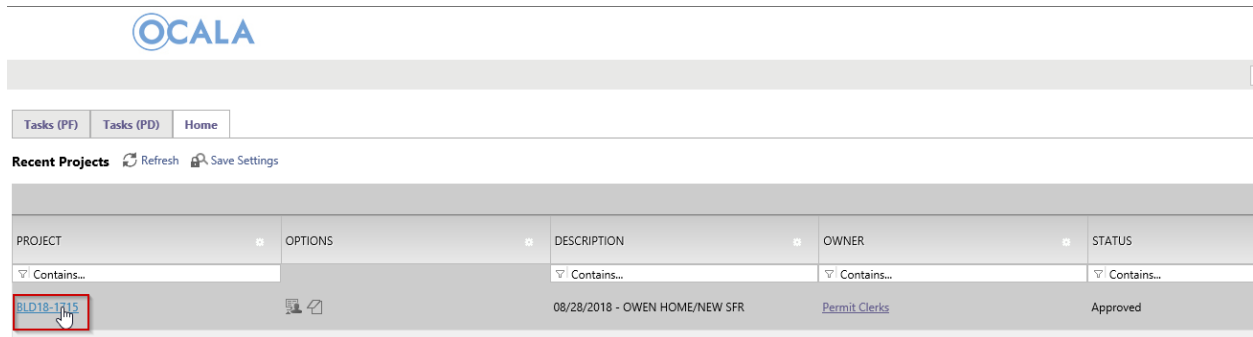 OCALA
Tasks (PF) Tasks (PD) Home
Recent Projects Refresh Save Settings
PROJECT OPTIONS DESCRIPTION OWNER STATUS
Contains... Contains... Contains... Contains...
BLD18-1715 08/28/2018 - OWEN HOME/NEW SFR Permit Clerks Approved